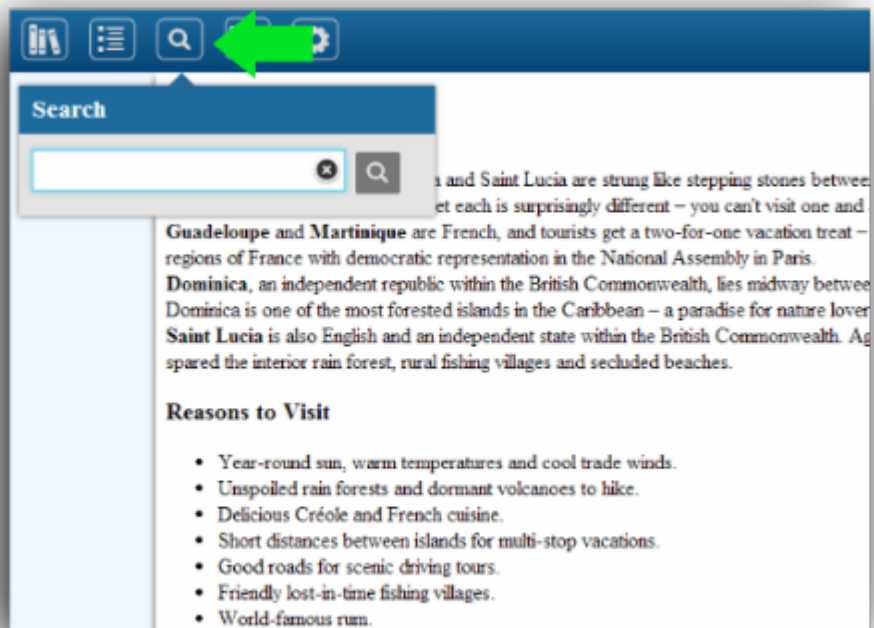 Search
and Saint Lucia are strung like stepping stones between
et each is surprisingly different – you can't visit one and
Guadeloupe and Martinique are French, and tourists get a two-for-one vacation treat –
regions of France with democratic representation in the National Assembly in Paris.
Dominica, an independent republic within the British Commonwealth, lies midway between
Dominica is one of the most forested islands in the Caribbean – a paradise for nature lover
Saint Lucia is also English and an independent state within the British Commonwealth. Ag
spared the interior rain forest, rural fishing villages and secluded beaches.
Reasons to Visit
• Year-round sun, warm temperatures and cool trade winds.
• Unspoiled rain forests and dormant volcanoes to hike.
• Delicious Créole and French cuisine.
• Short distances between islands for multi-stop vacations.
• Good roads for scenic driving tours.
• Friendly lost-in-time fishing villages.
• World-famous rum.